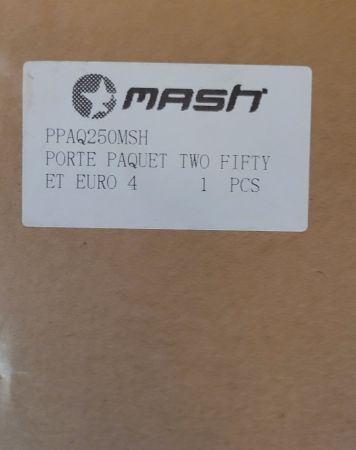 mASH
PPAQ250MSH
PORTE PAQUET TWO FIFTY
ET EURO 4 1 PCS